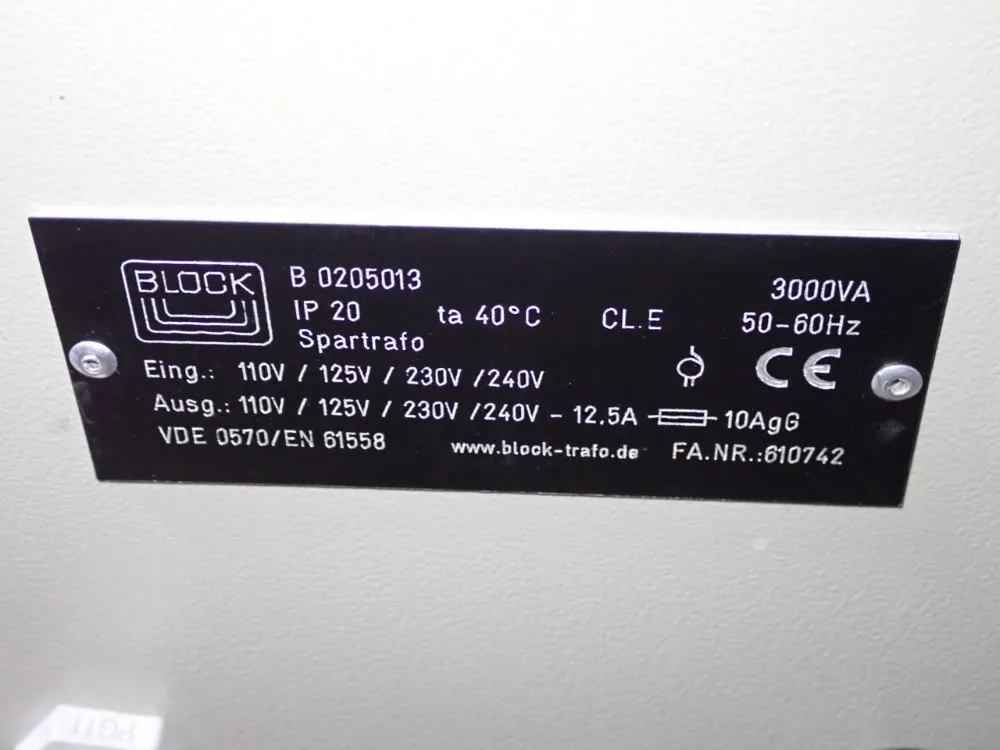 BLOCK
B 0205013
3000VA
IP 20 ta 40°C CL.E 50-60Hz
Spartrafo
CE
Eing.: 110V / 125V / 230V /240V
Ausg.: 110V / 125V / 230V /240V - 12.5A 10AgG
VDE 0570/EN 61558 www.block-trafo.de FA.NR.:610742
PG11